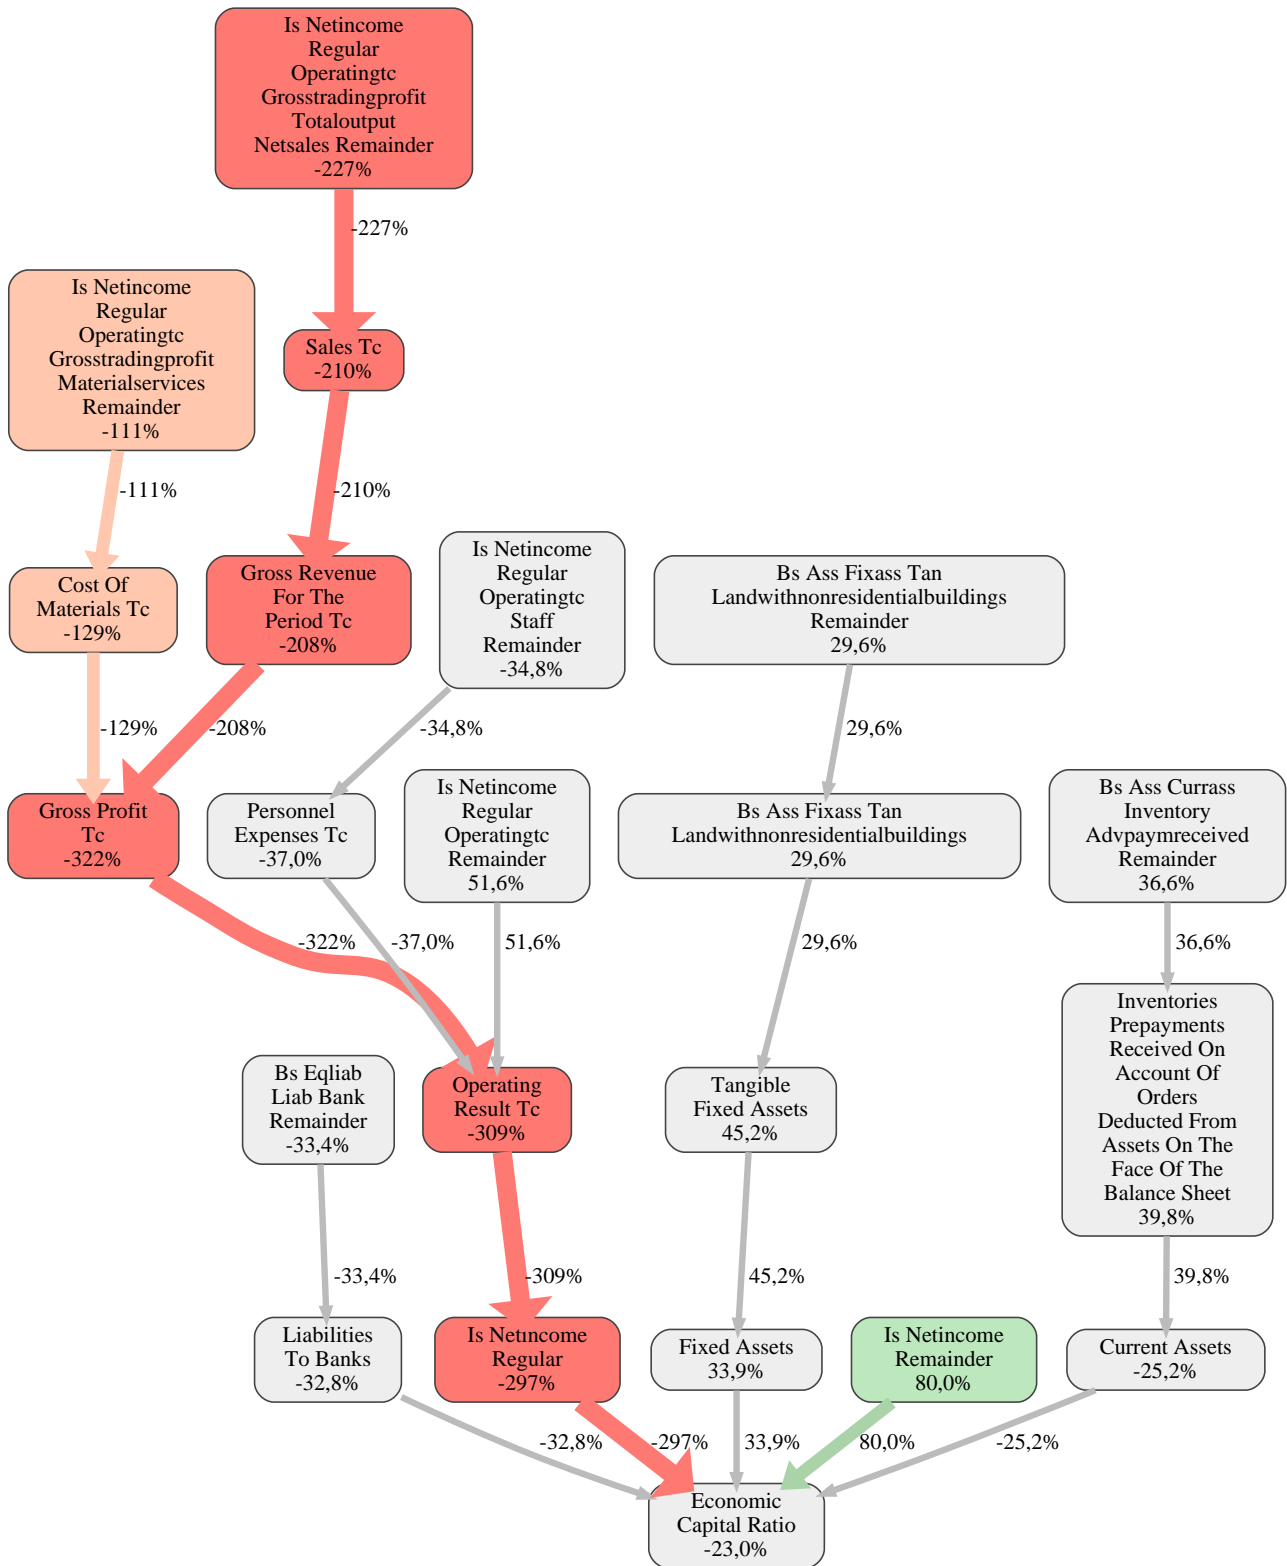 Is Netincome
Regular
Operatingtc
Grosstradingprofit
Totaloutput
Netsales Remainder
-227%
-227%
Is Netincome
Regular
Operatingtc
Grosstradingprofit
Materialservices
Remainder
-111%
Sales Tc
-210%
-111%
-210%
Is Netincome
Regular
Operatingtc
Staff
Remainder
-34,8%
Cost Of
Materials Tc
-129%
Gross Revenue
For The
Period Tc
-208%
Bs Ass Fixass Tan
Landwithnonresidentialbuildings
Remainder
29,6%
-129%
-208%
-34,8%
29,6%
Gross Profit
Tc
-322%
Personnel
Expenses Tc
-37,0%
Is Netincome
Regular
Operatingtc
Remainder
51,6%
Bs Ass Fixass Tan
Landwithnonresidentialbuildings
29,6%
Bs Ass Currass
Inventory
Advpaymreceived
Remainder
36,6%
-322%
-37,0%
51,6%
29,6%
36,6%
Bs Eqliab
Liab Bank
Remainder
-33,4%
Operating
Result Tc
-309%
Tangible
Fixed Assets
45,2%
Inventories
Prepayments
Received On
Account Of
Orders
Deducted From
Assets On The
Face Of The
Balance Sheet
39,8%
-33,4%
-309%
45,2%
39,8%
Liabilities
To Banks
-32,8%
Is Netincome
Regular
-297%
Fixed Assets
33,9%
Is Netincome
Remainder
80,0%
Current Assets
-25,2%
-32,8%
-297%
33,9%
80,0%
-25,2%
Economic
Capital Ratio
-23,0%